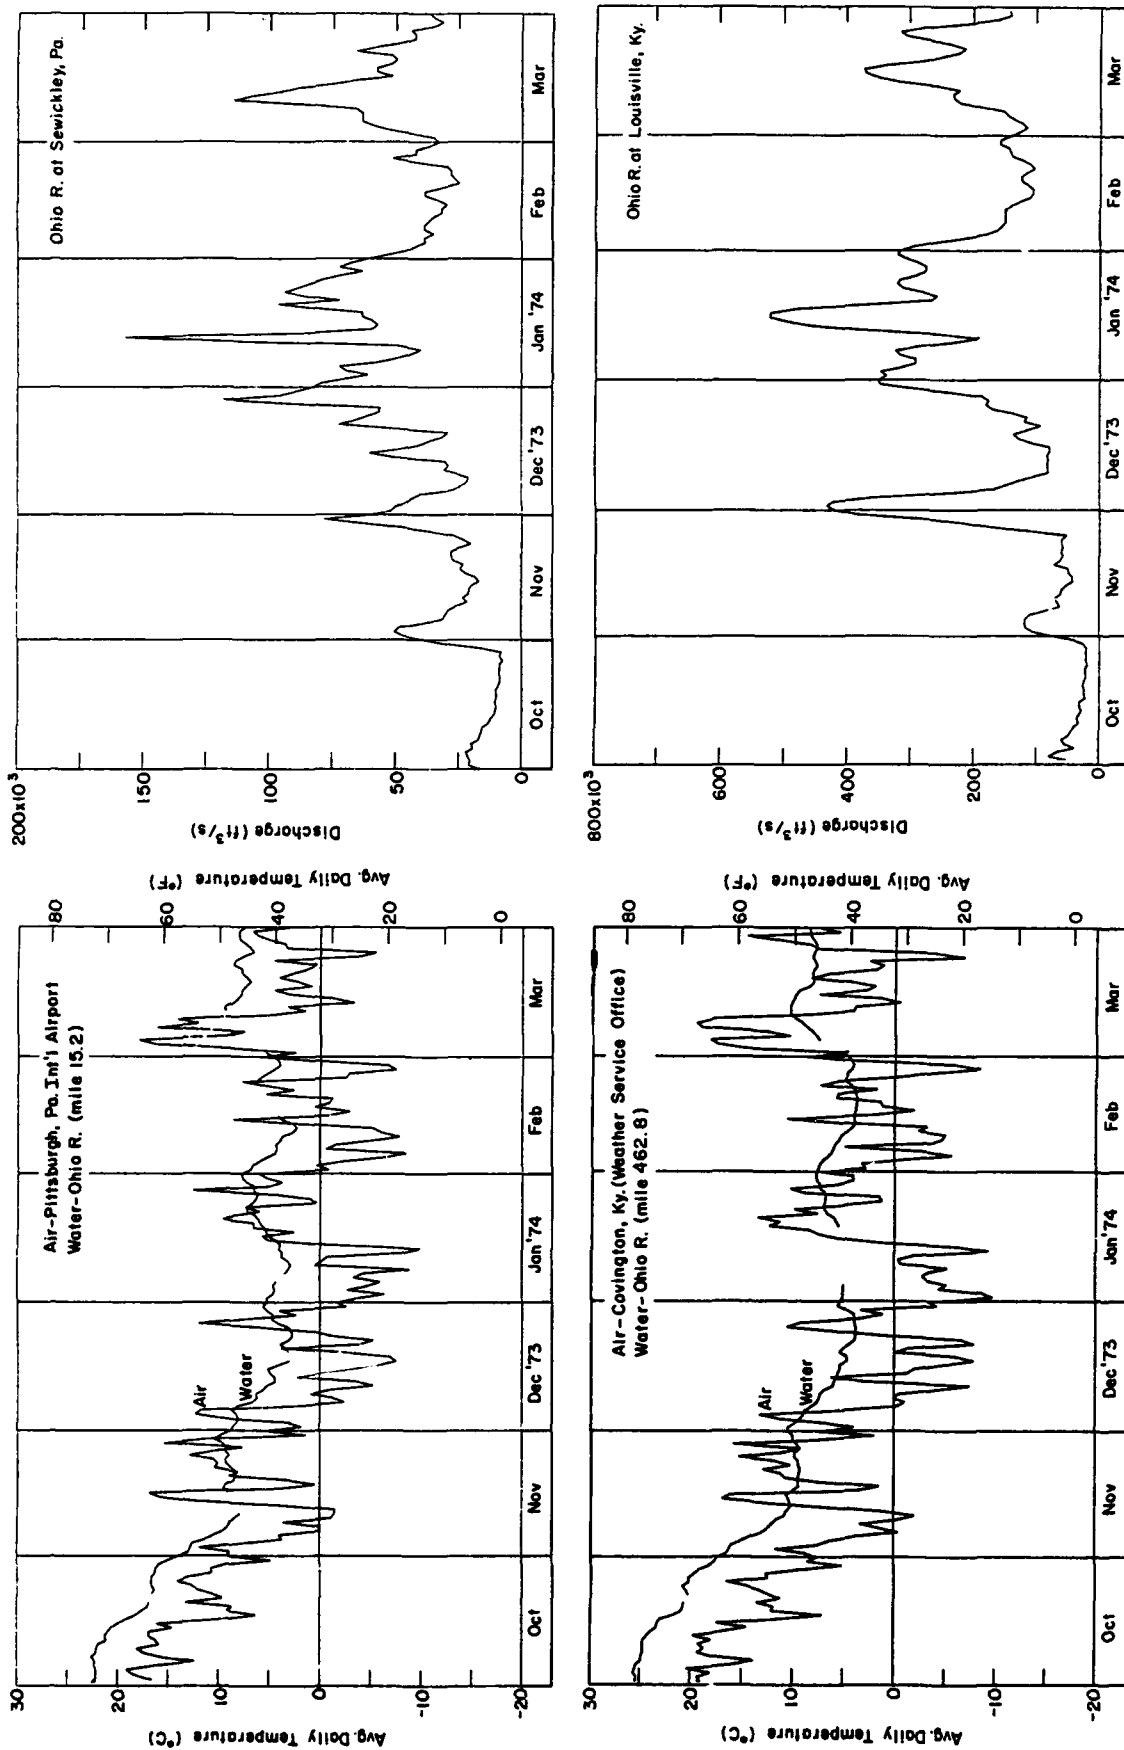 Ohio R. at Sewickley, Pa.
200x10³
150
100
50
0
Discharge (ft³/s)
Oct
Nov
Dec '73
Jan '74
Feb
Mar
Ohio R. at Louisville, Ky.
800x10³
600
400
200
0
Discharge (ft³/s)
Oct
Nov
Dec '73
Jan '74
Feb
Mar
Air-Pittsburgh, Pa. Int'l Airport
Water-Ohio R. (mile 15.2)
Air
Water
30
20
10
0
-10
-20
Avg. Daily Temperature (°C)
80
60
40
20
0
Avg. Daily Temperature (°F)
Oct
Nov
Dec '73
Jan '74
Feb
Mar
Air-Covington, Ky. (Weather Service Office)
Water-Ohio R. (mile 462.8)
Air
Water
30
20
10
0
-10
-20
Avg. Daily Temperature (°C)
80
60
40
20
0
Avg. Daily Temperature (°F)
Oct
Nov
Dec '73
Jan '74
Feb
Mar